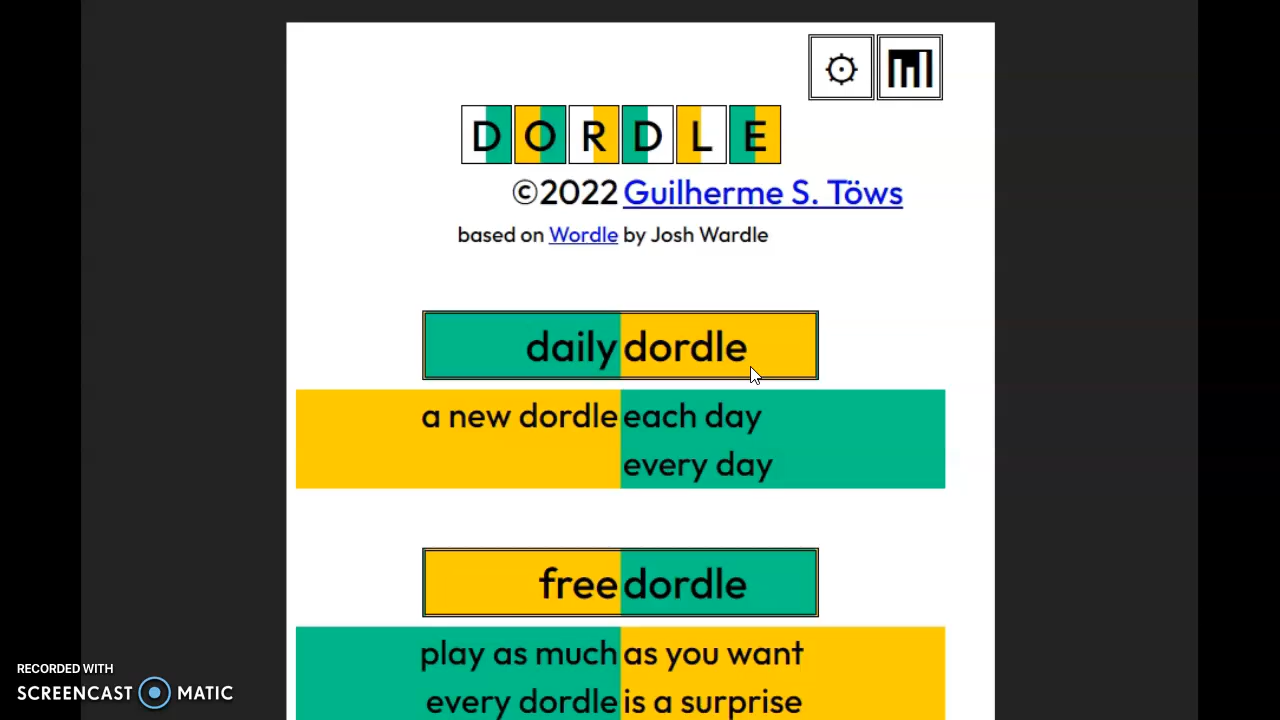 DORDLE
©2022 Guilherme S. Töws
based on Wordle by Josh Wardle
daily dordle
a new dordle each day
every day
free dordle
play as much as you want
every dordle is a surprise
RECORDED WITH
SCREENCAST MATIC